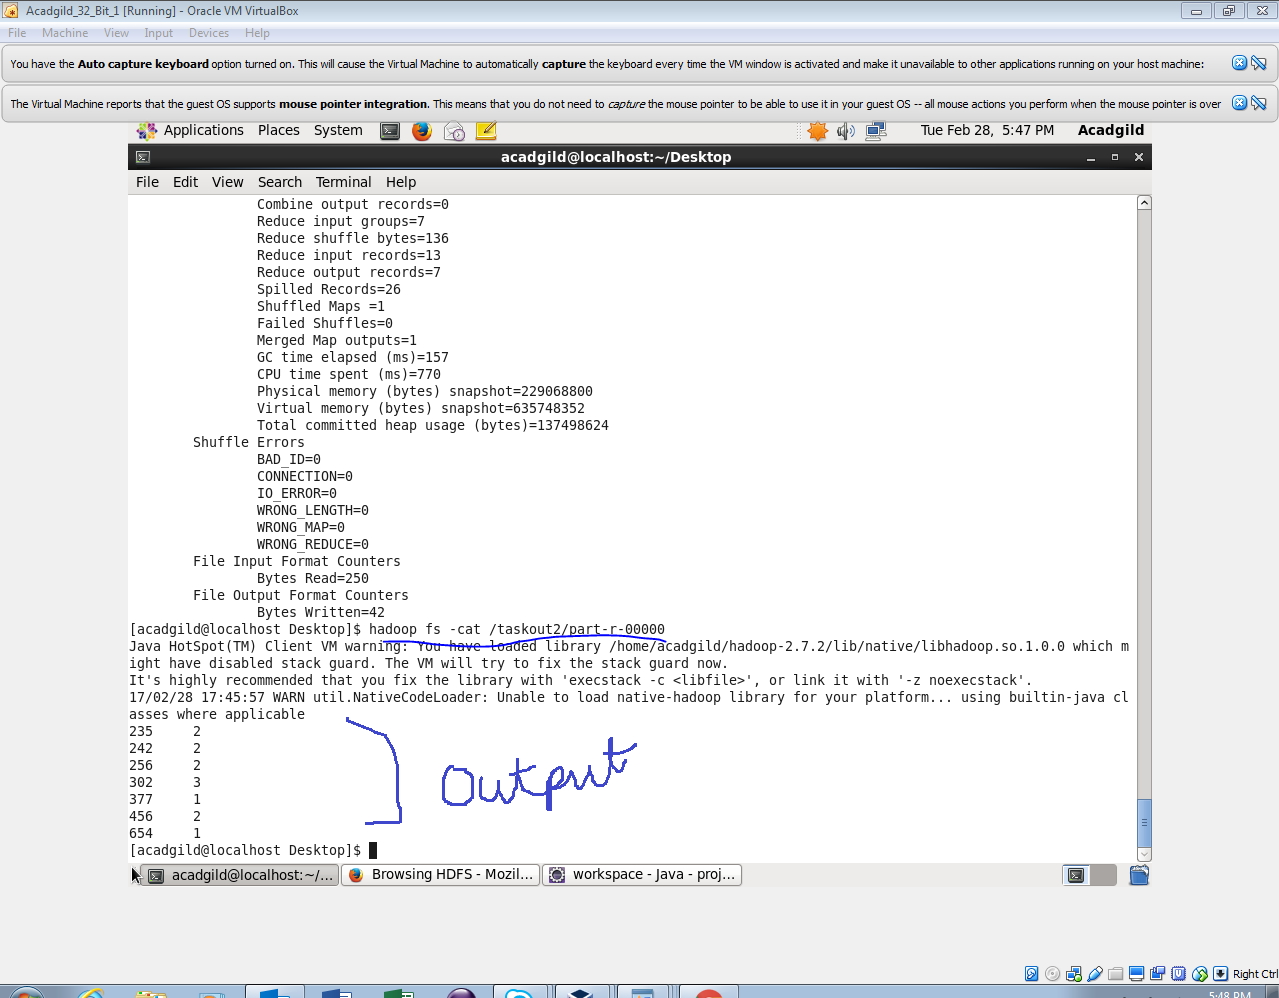 Acadgild_32_Bit_1 [Running] - Oracle VM VirtualBox
File Machine View Input Devices Help
You have the Auto capture keyboard option turned on. This will cause the Virtual Machine to automatically capture the keyboard every time the VM window is activated and make it unavailable to other applications running on your host machine:
The Virtual Machine reports that the guest OS supports mouse pointer integration. This means that you do not need to capture the mouse pointer to be able to use it in your guest OS -- all mouse actions you perform when the mouse pointer is over
Applications Places System Tue Feb 28, 5:47 PM Acadgild
acadgild@localhost:~/Desktop
File Edit View Search Terminal Help
Combine output records=0
Reduce input groups=7
Reduce shuffle bytes=136
Reduce input records=13
Reduce output records=7
Spilled Records=26
Shuffled Maps =1
Failed Shuffles=0
Merged Map outputs=1
GC time elapsed (ms)=157
CPU time spent (ms)=770
Physical memory (bytes) snapshot=229068800
Virtual memory (bytes) snapshot=635748352
Total committed heap usage (bytes)=137498624
Shuffle Errors
BAD_ID=0
CONNECTION=0
IO_ERROR=0
WRONG_LENGTH=0
WRONG_MAP=0
WRONG_REDUCE=0
File Input Format Counters
Bytes Read=250
File Output Format Counters
Bytes Written=42
[acadgild@localhost Desktop]$ hadoop fs -cat /taskout2/part-r-00000
Java HotSpot(TM) Client VM warning: You have loaded library /home/acadgild/hadoop-2.7.2/lib/native/libhadoop.so.1.0.0 which m
ight have disabled stack guard. The VM will try to fix the stack guard now.
It's highly recommended that you fix the library with 'execstack -c <libfile>', or link it with '-z noexecstack'.
17/02/28 17:45:57 WARN util.NativeCodeLoader: Unable to load native-hadoop library for your platform... using builtin-java cl
asses where applicable
235 2
242 2
256 2
302 3
377 1
456 2
654 1
output
[acadgild@localhost Desktop]$
acadgild@localhost:~/... Browsing HDFS - Mozil... workspace - Java - proj...
Right Ctrl
5:48 PM